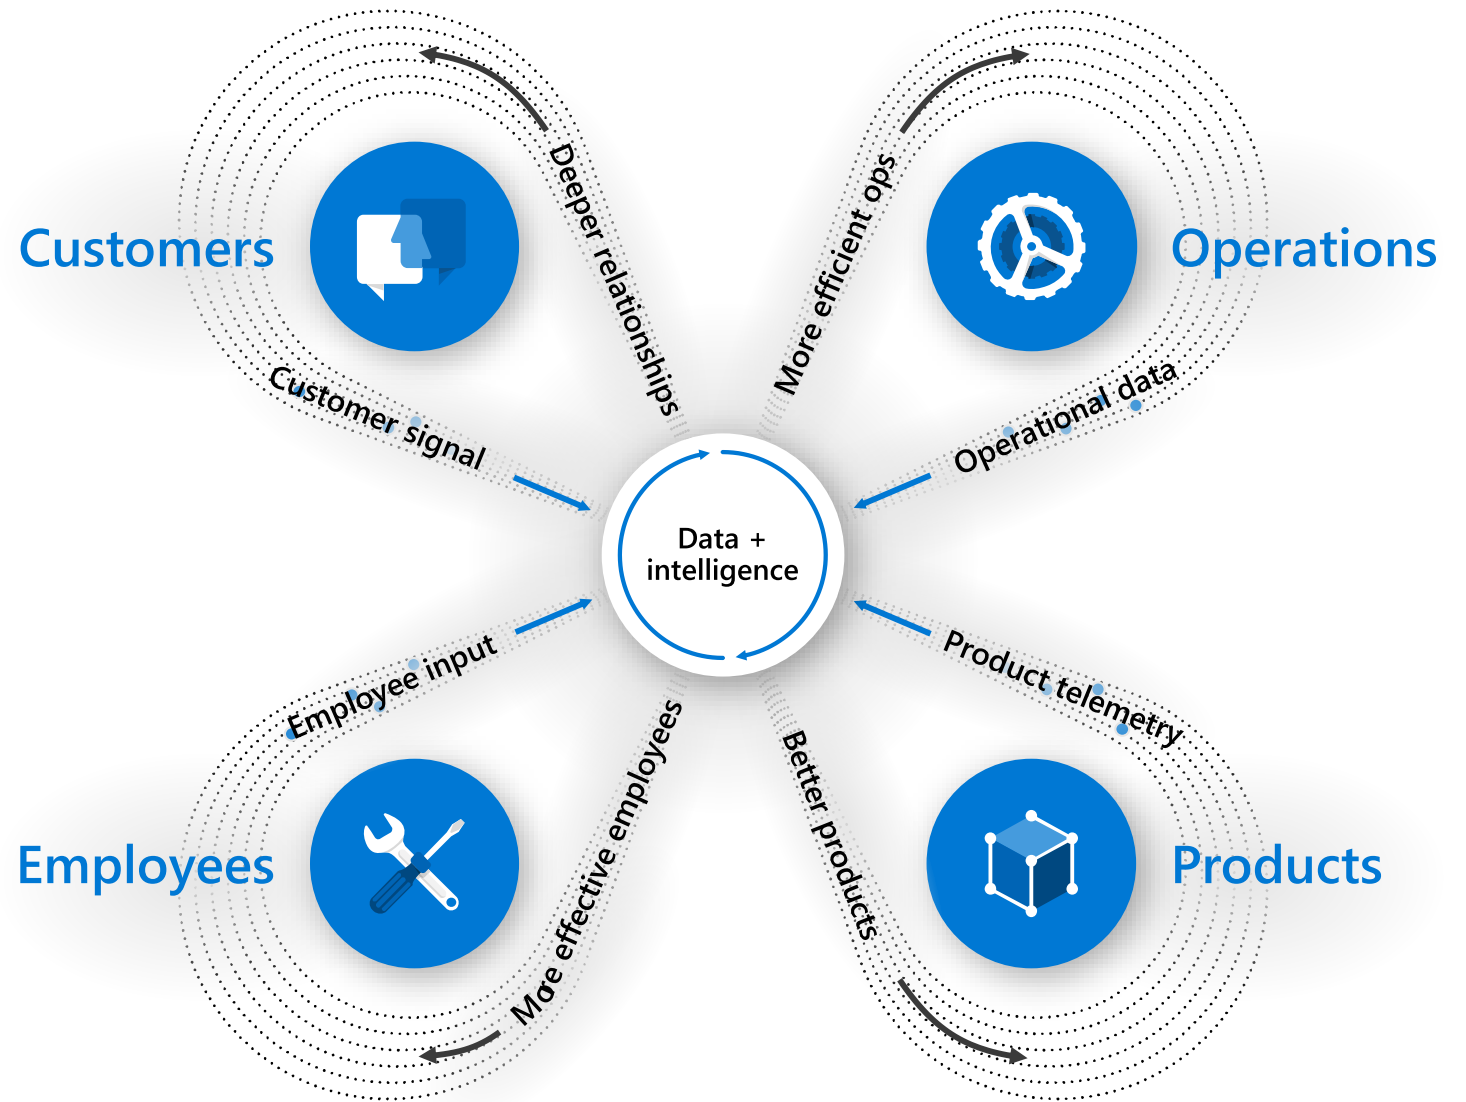 Deeper relationships
More efficient ops
Customers
Operations
Customer signal
Operational data
Data +
intelligence
Employee input
Product telemetry
More effective employees
Better products
Employees
Products